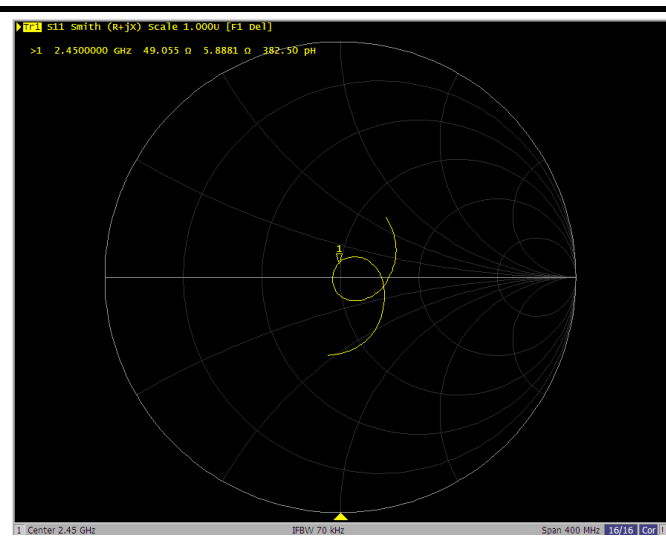 Tr1 S11 Smith (R+jX) Scale 1.000U [F1 Del]
>1 2.4500000 GHz 49.055 Ω 5.8881 Ω 382.50 pH
1
1 Center 2.45 GHz IFBW 70 kHz Span 400 MHz 16/16 Cor !